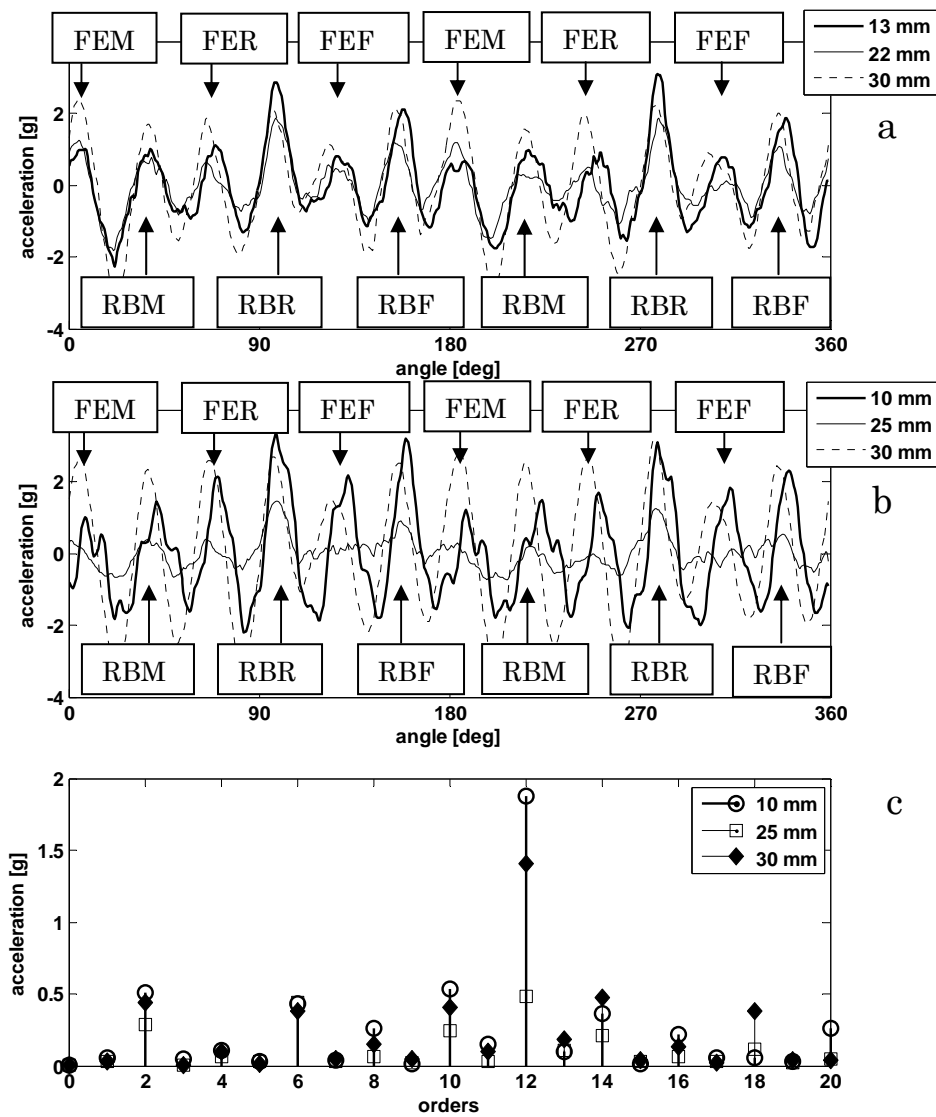 FEM FER FEF FEM FER FEF
13 mm
22 mm
30 mm
a
2
0
-2
-4
acceleration [g]
RBM RBR RBF RBM RBR RBF
0 90 180 270 360
angle [deg]
FEM FER FEF FEM FER FEF
10 mm
25 mm
30 mm
b
2
0
-2
-4
acceleration [g]
RBM RBR RBF RBM RBR RBF
0 90 180 270 360
angle [deg]
2
1.5
1
0.5
0
acceleration [g]
10 mm
25 mm
30 mm
c
0 2 4 6 8 10 12 14 16 18 20
orders